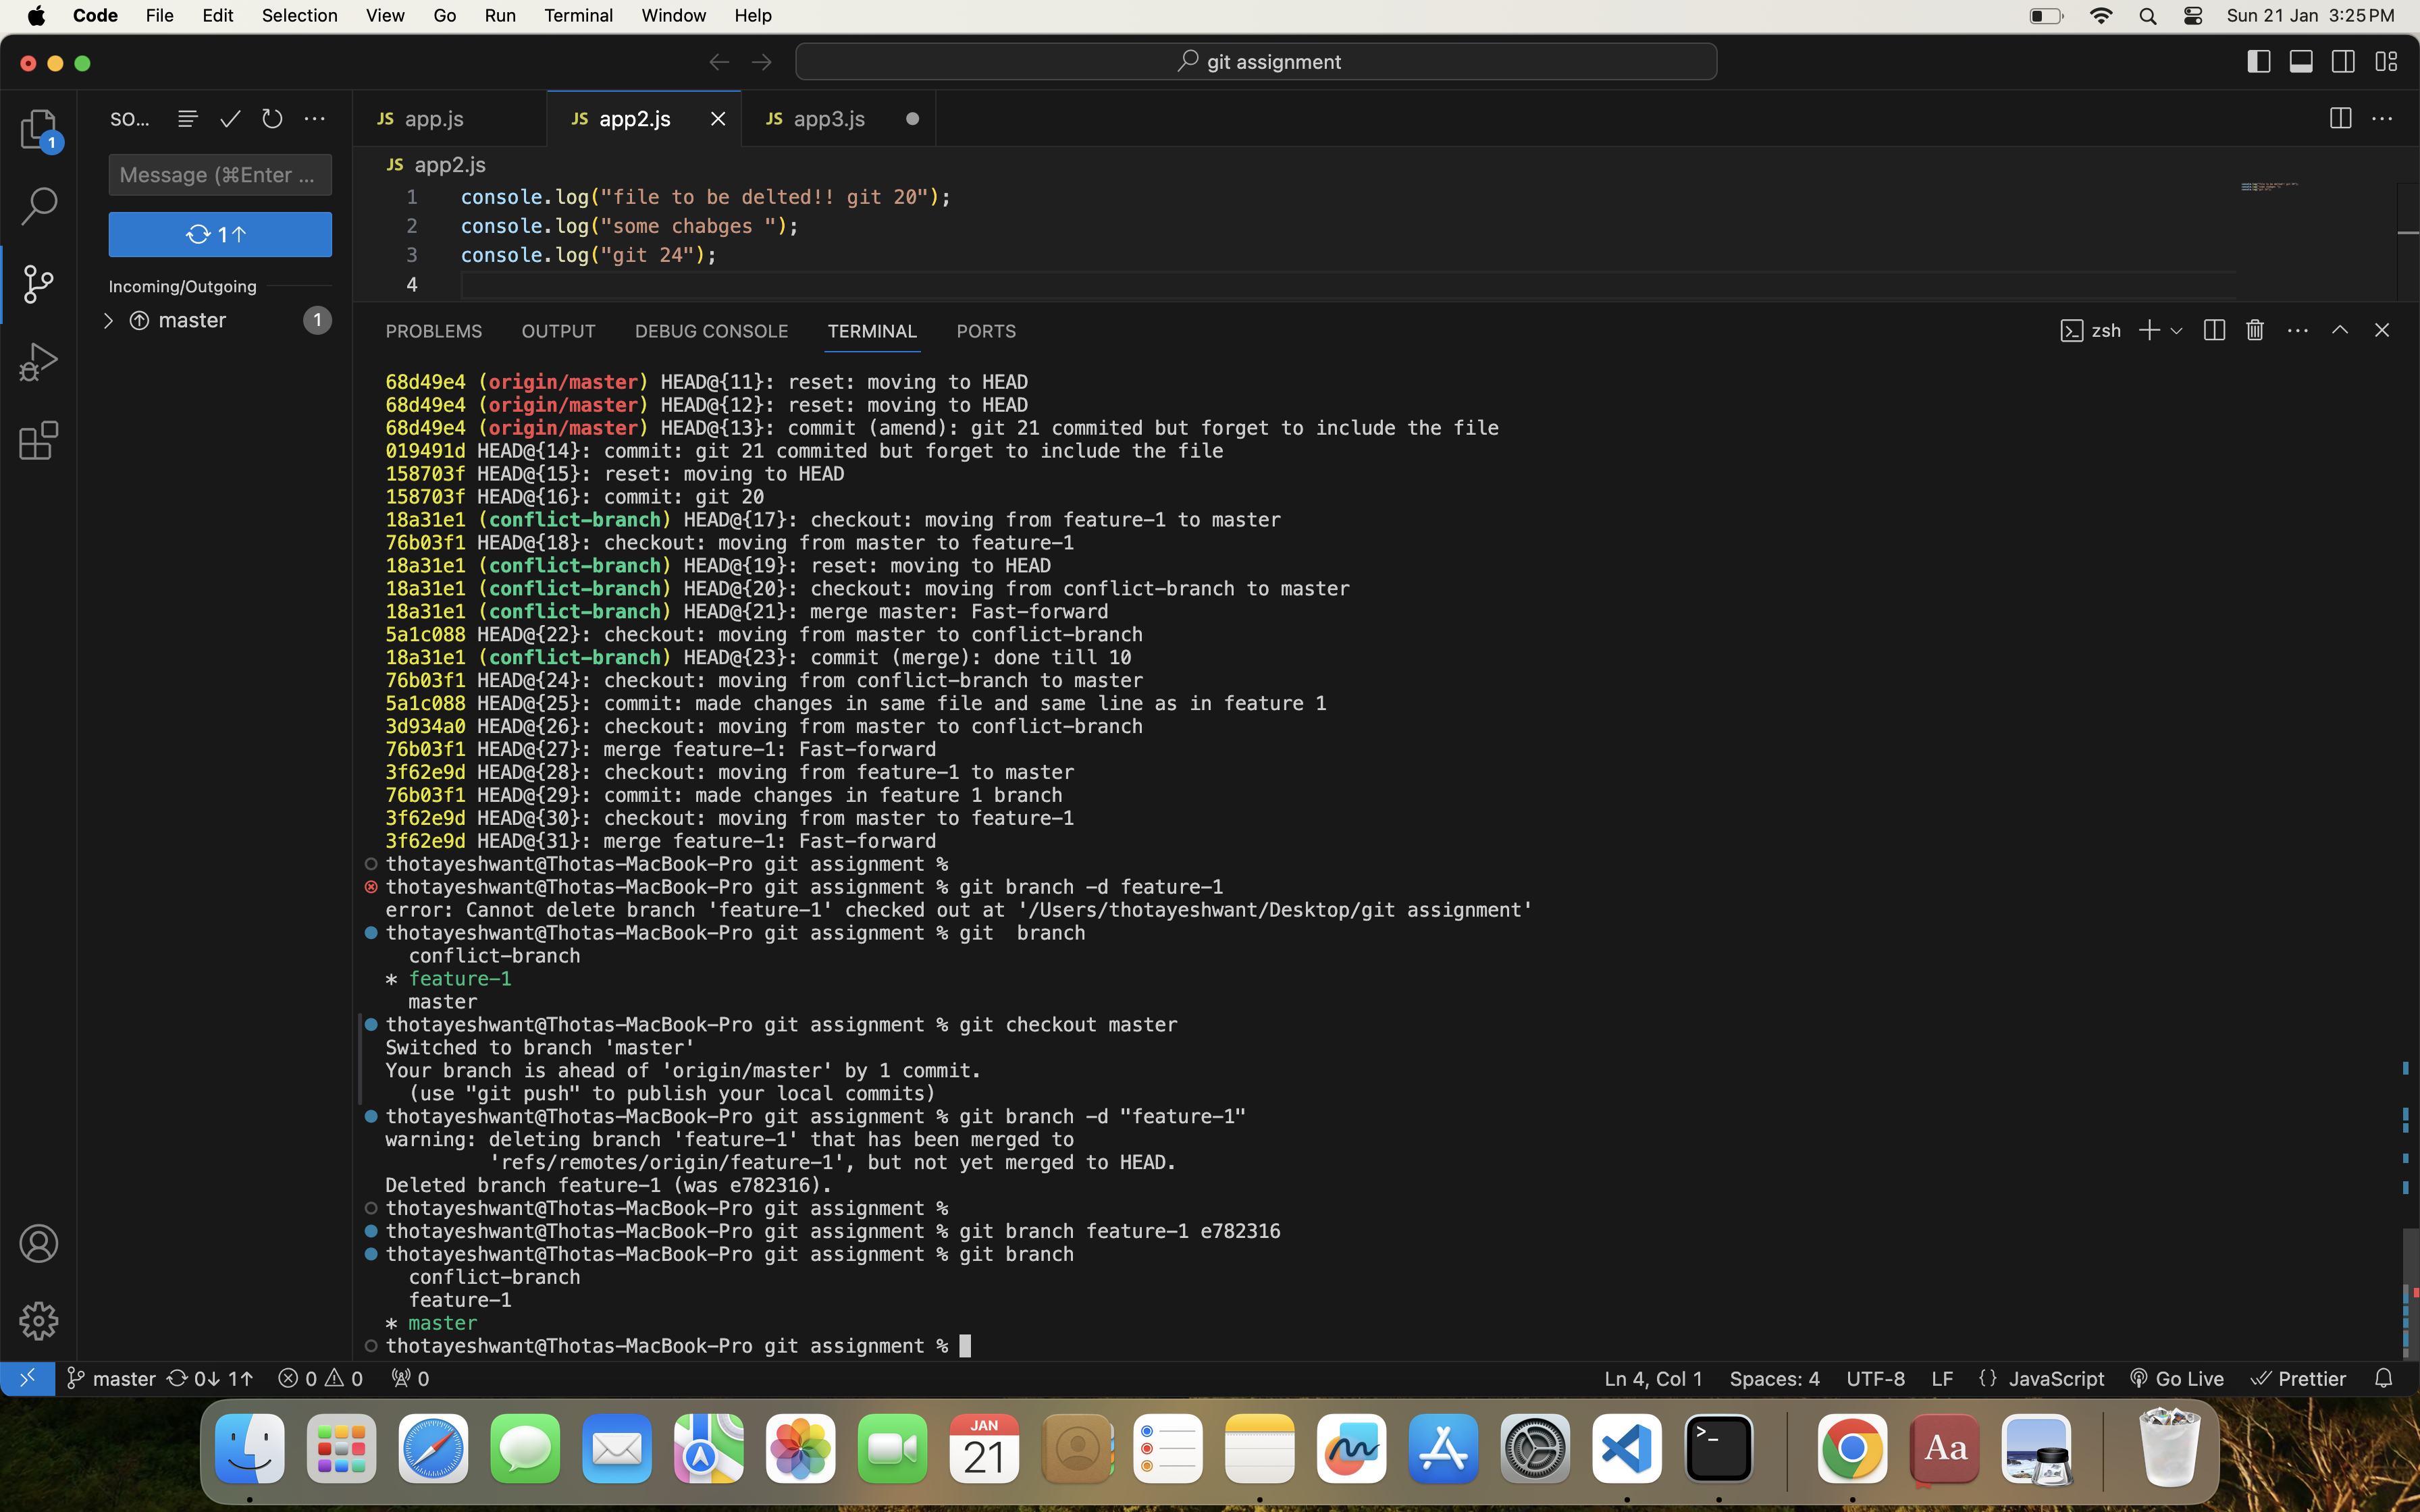 Code File Edit Selection View Go Run Terminal Window Help Sun 21 Jan 3:25 PM
git assignment
SO...
JS app.js
JS app2.js
JS app3.js
1
Message (⌘Enter ...
1↑
Incoming/Outgoing
master 1
JS app2.js
1 console.log("file to be delted!! git 20");
2 console.log("some chabges ");
3 console.log("git 24");
4
PROBLEMS OUTPUT DEBUG CONSOLE TERMINAL PORTS zsh
68d49e4 (origin/master) HEAD@{11}: reset: moving to HEAD
68d49e4 (origin/master) HEAD@{12}: reset: moving to HEAD
68d49e4 (origin/master) HEAD@{13}: commit (amend): git 21 commited but forget to include the file
019491d HEAD@{14}: commit: git 21 commited but forget to include the file
158703f HEAD@{15}: reset: moving to HEAD
158703f HEAD@{16}: commit: git 20
18a31e1 (conflict-branch) HEAD@{17}: checkout: moving from feature-1 to master
76b03f1 HEAD@{18}: checkout: moving from master to feature-1
18a31e1 (conflict-branch) HEAD@{19}: reset: moving to HEAD
18a31e1 (conflict-branch) HEAD@{20}: checkout: moving from conflict-branch to master
18a31e1 (conflict-branch) HEAD@{21}: merge master: Fast-forward
5a1c088 HEAD@{22}: checkout: moving from master to conflict-branch
18a31e1 (conflict-branch) HEAD@{23}: commit (merge): done till 10
76b03f1 HEAD@{24}: checkout: moving from conflict-branch to master
5a1c088 HEAD@{25}: commit: made changes in same file and same line as in feature 1
3d934a0 HEAD@{26}: checkout: moving from master to conflict-branch
76b03f1 HEAD@{27}: merge feature-1: Fast-forward
3f62e9d HEAD@{28}: checkout: moving from feature-1 to master
76b03f1 HEAD@{29}: commit: made changes in feature 1 branch
3f62e9d HEAD@{30}: checkout: moving from master to feature-1
3f62e9d HEAD@{31}: merge feature-1: Fast-forward
thotayeshwant@Thotas-MacBook-Pro git assignment %
thotayeshwant@Thotas-MacBook-Pro git assignment % git branch -d feature-1
error: Cannot delete branch 'feature-1' checked out at '/Users/thotayeshwant/Desktop/git assignment'
thotayeshwant@Thotas-MacBook-Pro git assignment % git  branch
conflict-branch
* feature-1
master
thotayeshwant@Thotas-MacBook-Pro git assignment % git checkout master
Switched to branch 'master'
Your branch is ahead of 'origin/master' by 1 commit.
(use "git push" to publish your local commits)
thotayeshwant@Thotas-MacBook-Pro git assignment % git branch -d "feature-1"
warning: deleting branch 'feature-1' that has been merged to
'refs/remotes/origin/feature-1', but not yet merged to HEAD.
Deleted branch feature-1 (was e782316).
thotayeshwant@Thotas-MacBook-Pro git assignment %
thotayeshwant@Thotas-MacBook-Pro git assignment % git branch feature-1 e782316
thotayeshwant@Thotas-MacBook-Pro git assignment % git branch
conflict-branch
feature-1
* master
thotayeshwant@Thotas-MacBook-Pro git assignment %
master 0↓ 1↑ 0 0 0 Ln 4, Col 1 Spaces: 4 UTF-8 LF {} JavaScript Go Live Prettier
JAN
21
>_
Aa